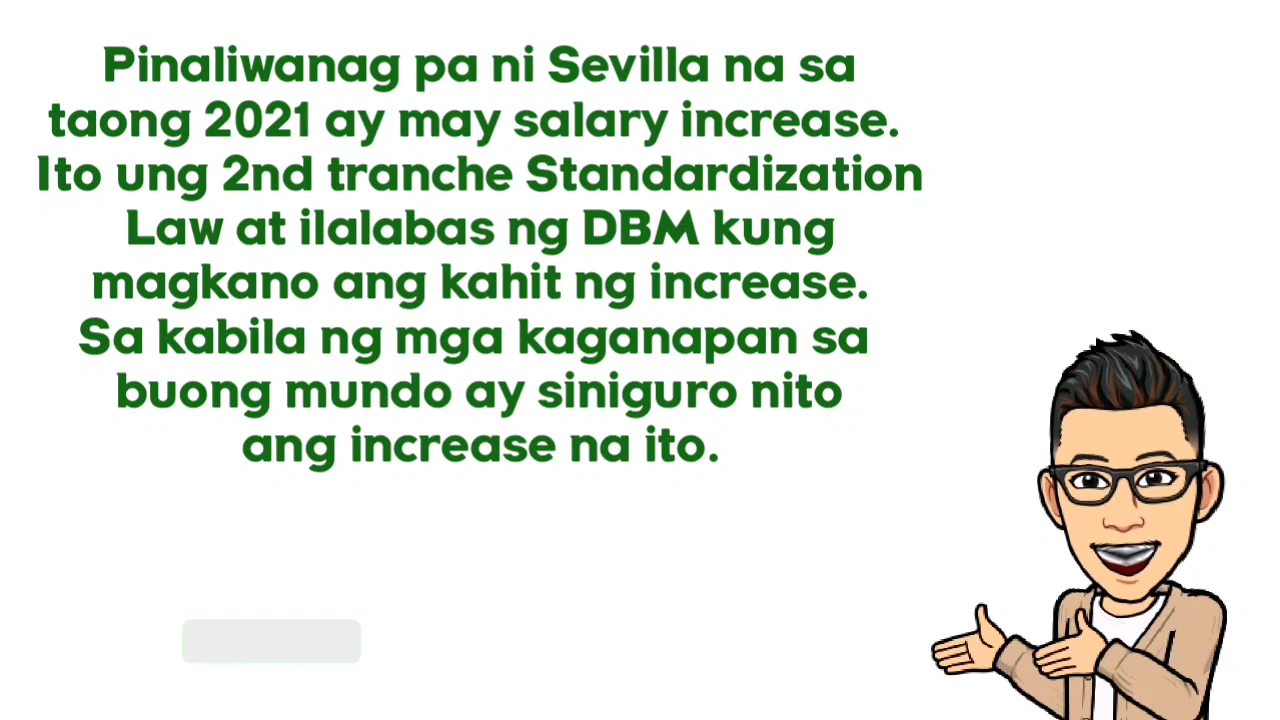 Pinaliwanag pa ni Sevilla na sa
taong 2021 ay may salary increase.
Ito ung 2nd tranche Standardization
Law at ilalabas ng DBM kung
magkano ang kahit ng increase.
Sa kabila ng mga kaganapan sa
buong mundo ay siniguro nito
ang increase na ito.